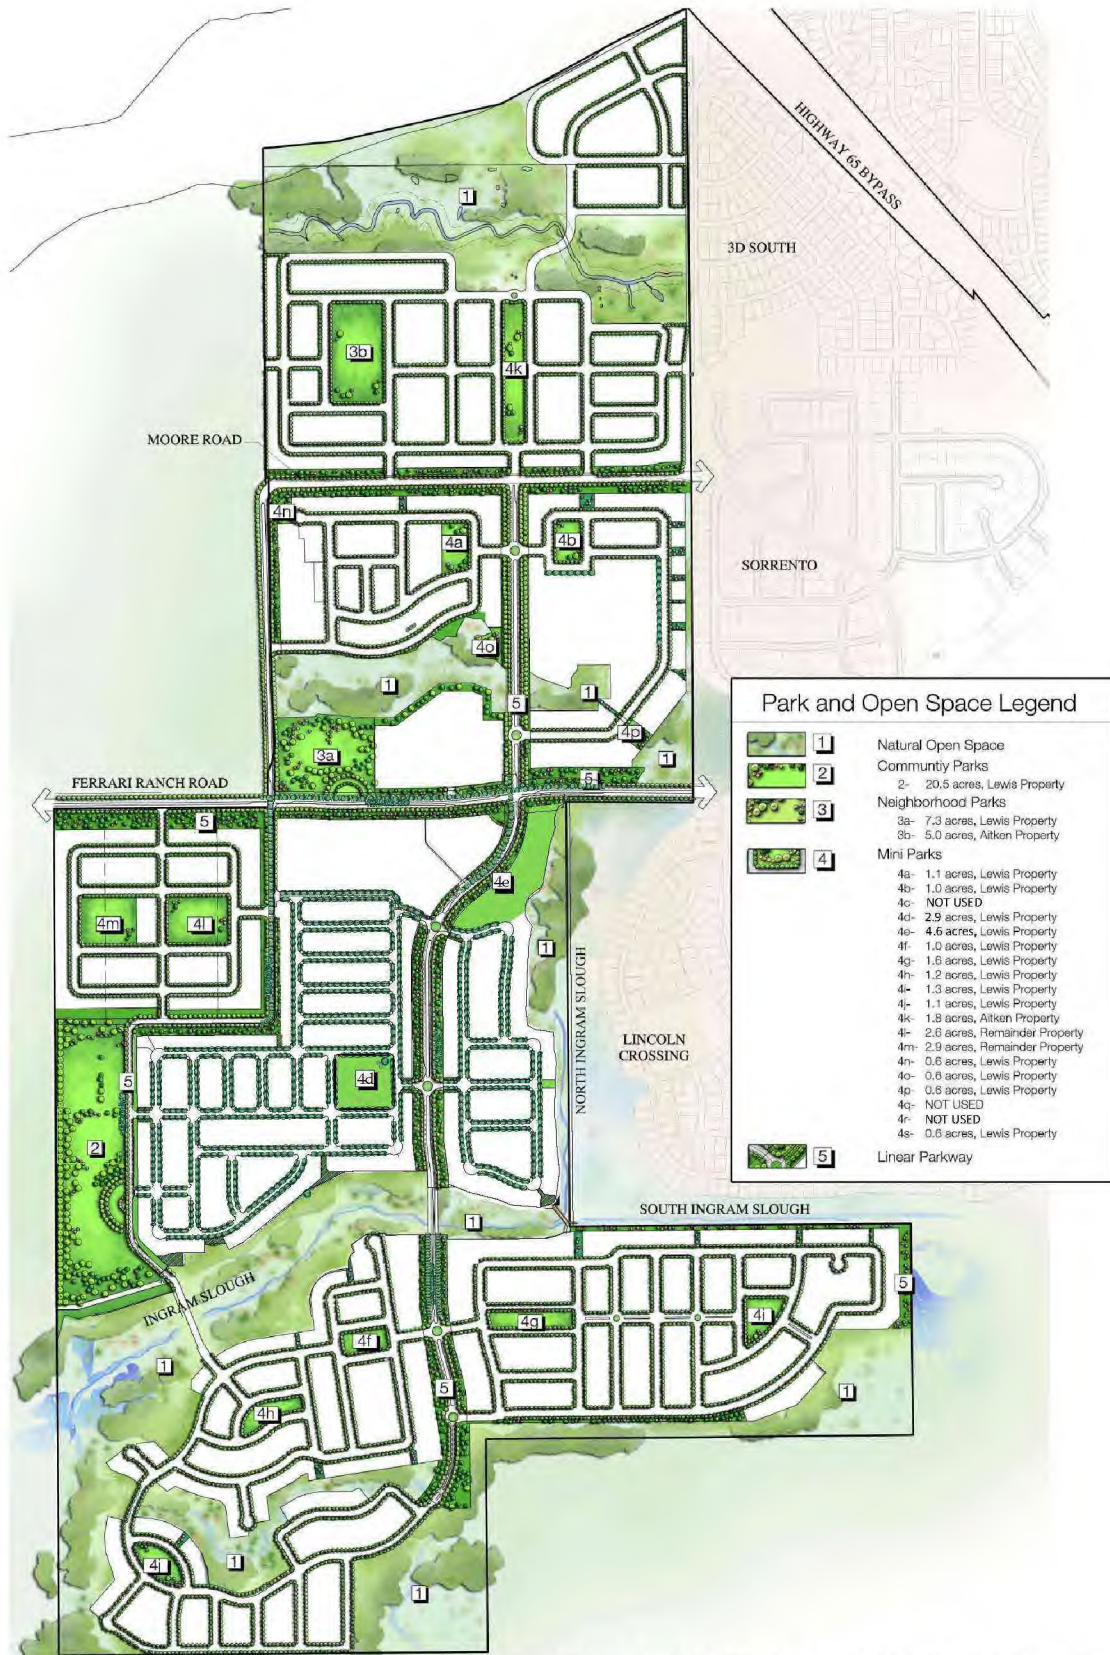 HIGHWAY 65 BYPASS
1
3D SOUTH
3b
4k
MOORE ROAD
4n
4a
4b
SORRENTO
4o
1
1
5
4p
3a
1
FERRARI RANCH ROAD
5
5
4e
4m
4l
1
NORTH INGRAM SLOUGH
LINCOLN
CROSSING
4d
5
2
1
SOUTH INGRAM SLOUGH
INGRAM SLOUGH
5
4g
4i
4f
1
5
1
4h
4j
1
1
Park and Open Space Legend
1 Natural Open Space
2 Communtiy Parks
2- 20.5 acres, Lewis Property
3 Neighborhood Parks
3a- 7.3 acres, Lewis Property
3b- 5.0 acres, Aitken Property
4 Mini Parks
4a- 1.1 acres, Lewis Property
4b- 1.0 acres, Lewis Property
4c- NOT USED
4d- 2.9 acres, Lewis Property
4e- 4.6 acres, Lewis Property
4f- 1.0 acres, Lewis Property
4g- 1.6 acres, Lewis Property
4h- 1.2 acres, Lewis Property
4i- 1.3 acres, Lewis Property
4j- 1.1 acres, Lewis Property
4k- 1.8 acres, Aitken Property
4l- 2.6 acres, Remainder Property
4m- 2.9 acres, Remainder Property
4n- 0.6 acres, Lewis Property
4o- 0.6 acres, Lewis Property
4p 0.6 acres, Lewis Property
4q- NOT USED
4r- NOT USED
4s- 0.6 acres, Lewis Property
5 Linear Parkway